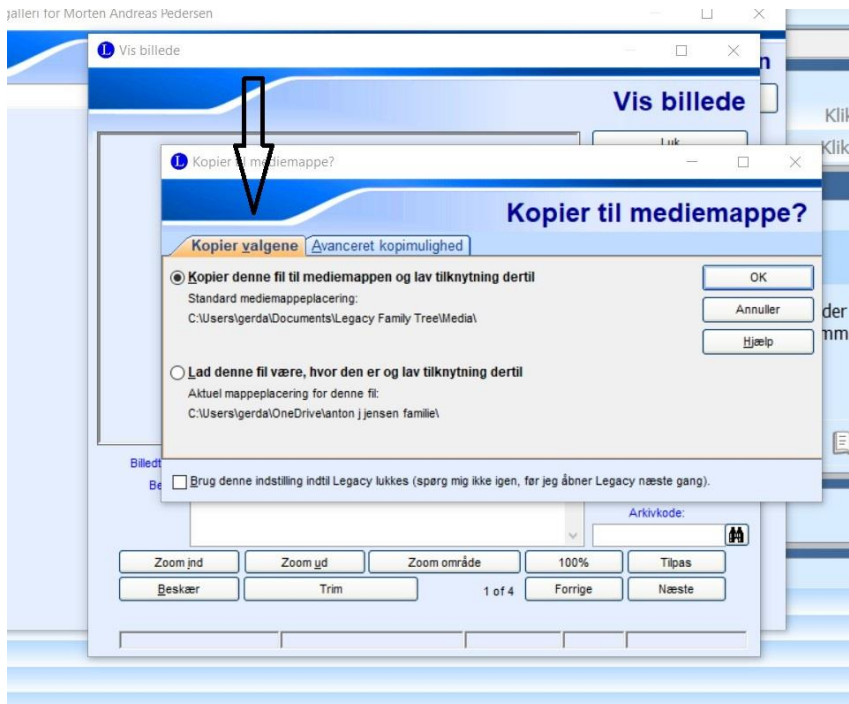 galleri for Morten Andreas Pedersen
Vis billede
Vis billede
Klik
Klik
Luk
Kopier til mediemappe?
Kopier til mediemappe?
Kopier valgene
Avanceret kopimulighed
Kopier denne fil til mediemappen og lav tilknytning dertil
OK
Standard mediemappeplacering:
C:\Users\gerda\Documents\Legacy Family Tree\Media\
Annuller
Hjælp
Lad denne fil være, hvor den er og lav tilknytning dertil
Aktuel mappeplacering for denne fil:
C:\Users\gerda\OneDrive\anton j jensen familie\
Brug denne indstilling indtil Legacy lukkes (spørg mig ikke igen, før jeg åbner Legacy næste gang).
Arkivkode:
Zoom ind
Zoom ud
Zoom område
100%
Tilpas
Beskær
Trim
1 of 4
Forrige
Næste